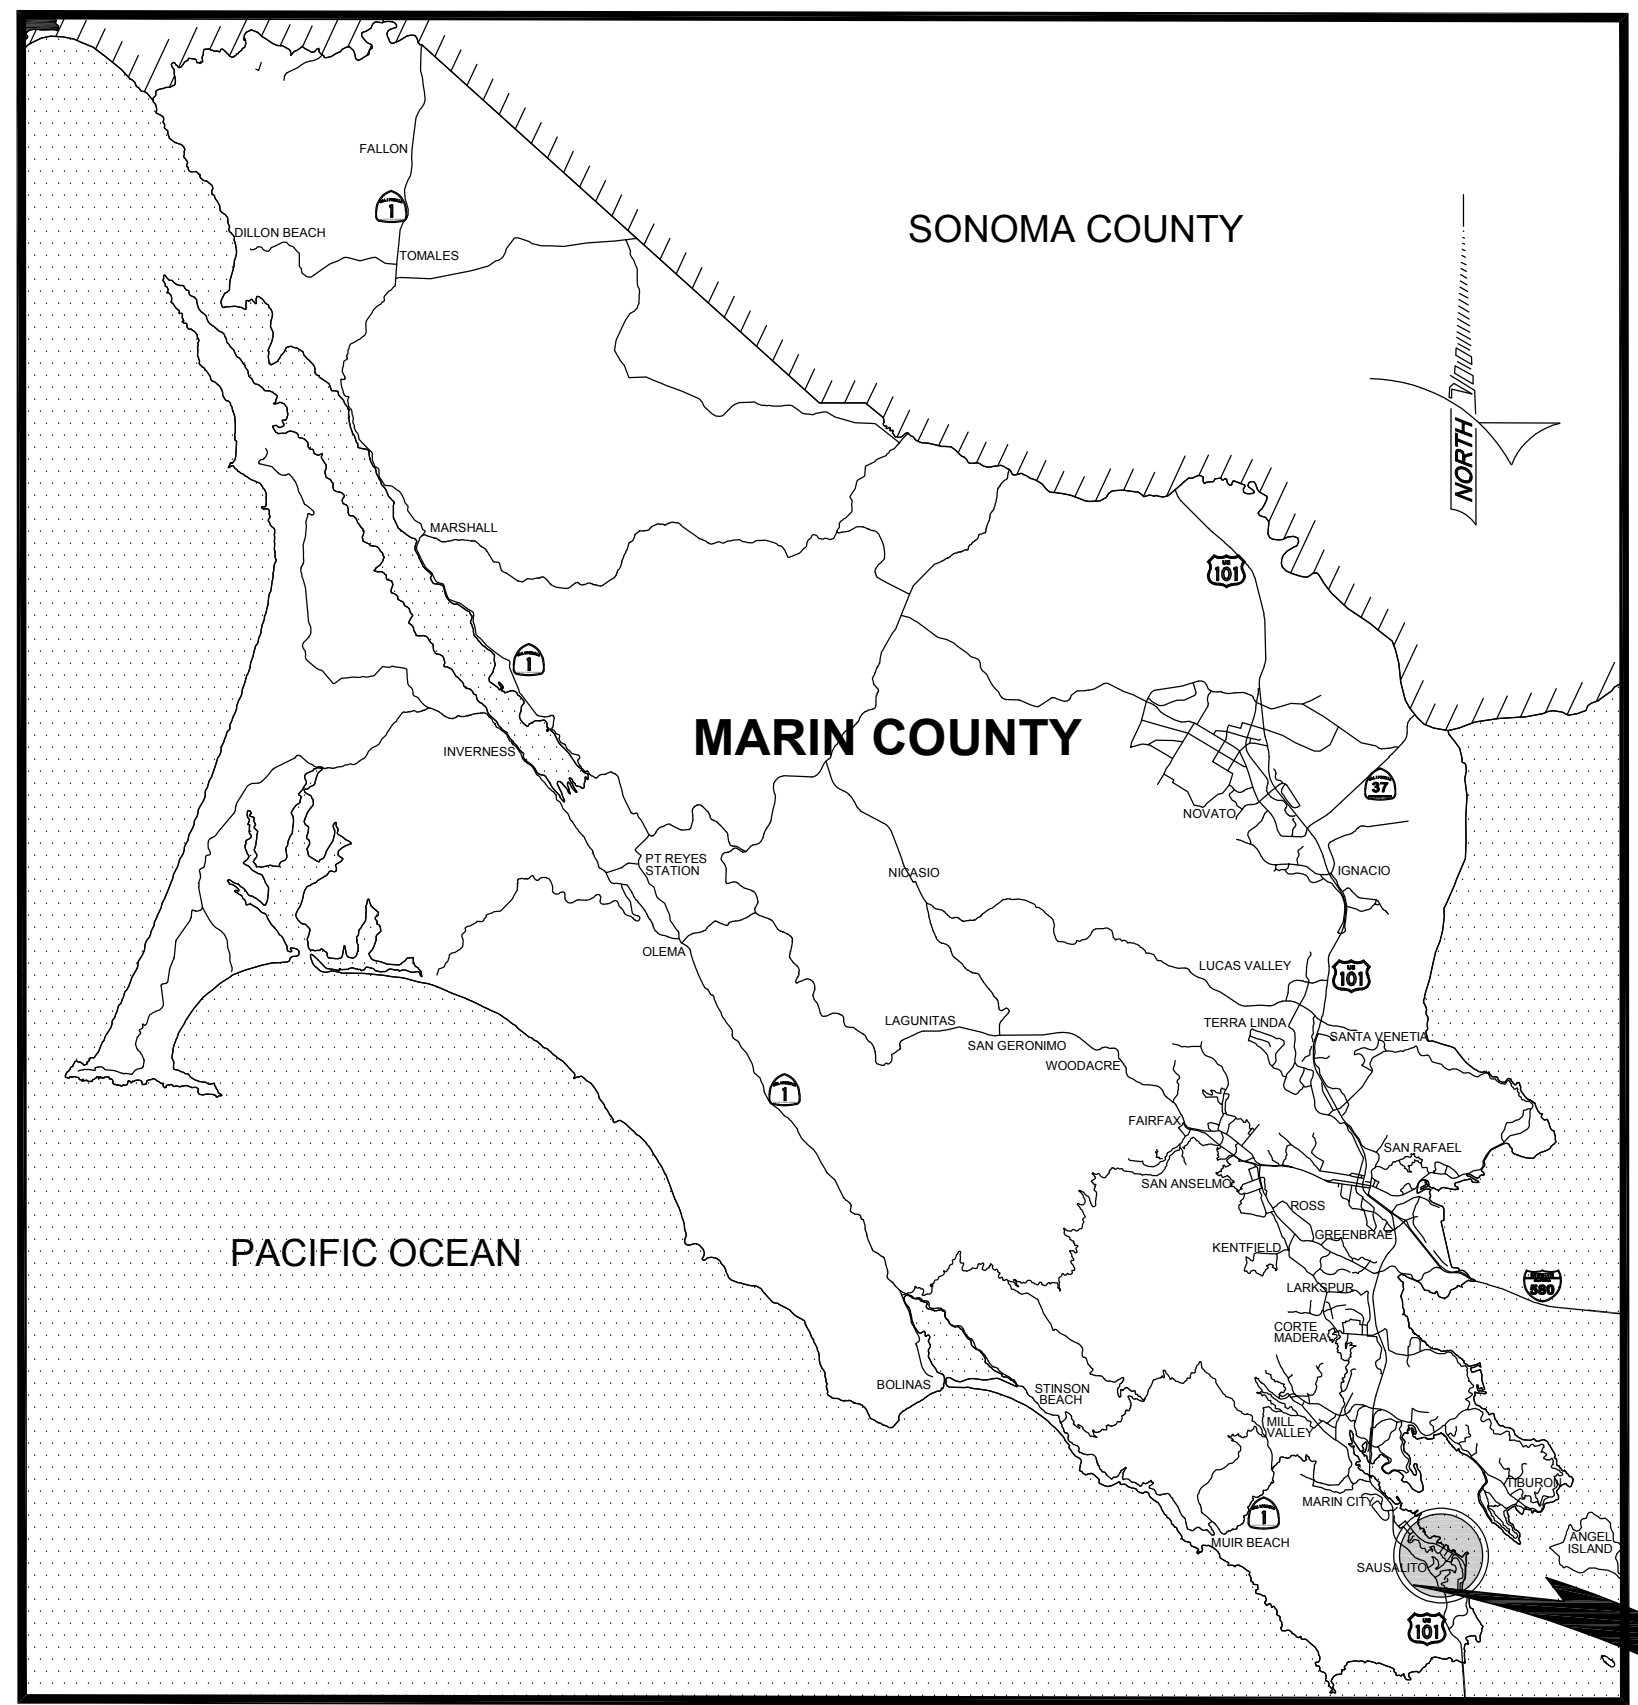 FALLON
1
SONOMA COUNTY
DILLON BEACH
TOMALES
NORTH
MARSHALL
US
101
1
MARIN COUNTY
INVERNESS
37
NOVATO
PT REYES
STATION
NICASIO
IGNACIO
OLEMA
LUCAS VALLEY
US
101
LAGUNITAS
TERRA LINDA
SANTA VENETIA
SAN GERONIMO
WOODACRE
1
FAIRFAX
SAN RAFAEL
SAN ANSELMO
ROSS
GREENBRAE
KENTFIELD
PACIFIC OCEAN
LARKSPUR
580
CORTE
MADERA
BOLINAS
STINSON
BEACH
MILL
VALLEY
TIBURON
MARIN CITY
1
MUIR BEACH
ANGEL
ISLAND
SAUSALITO
US
101